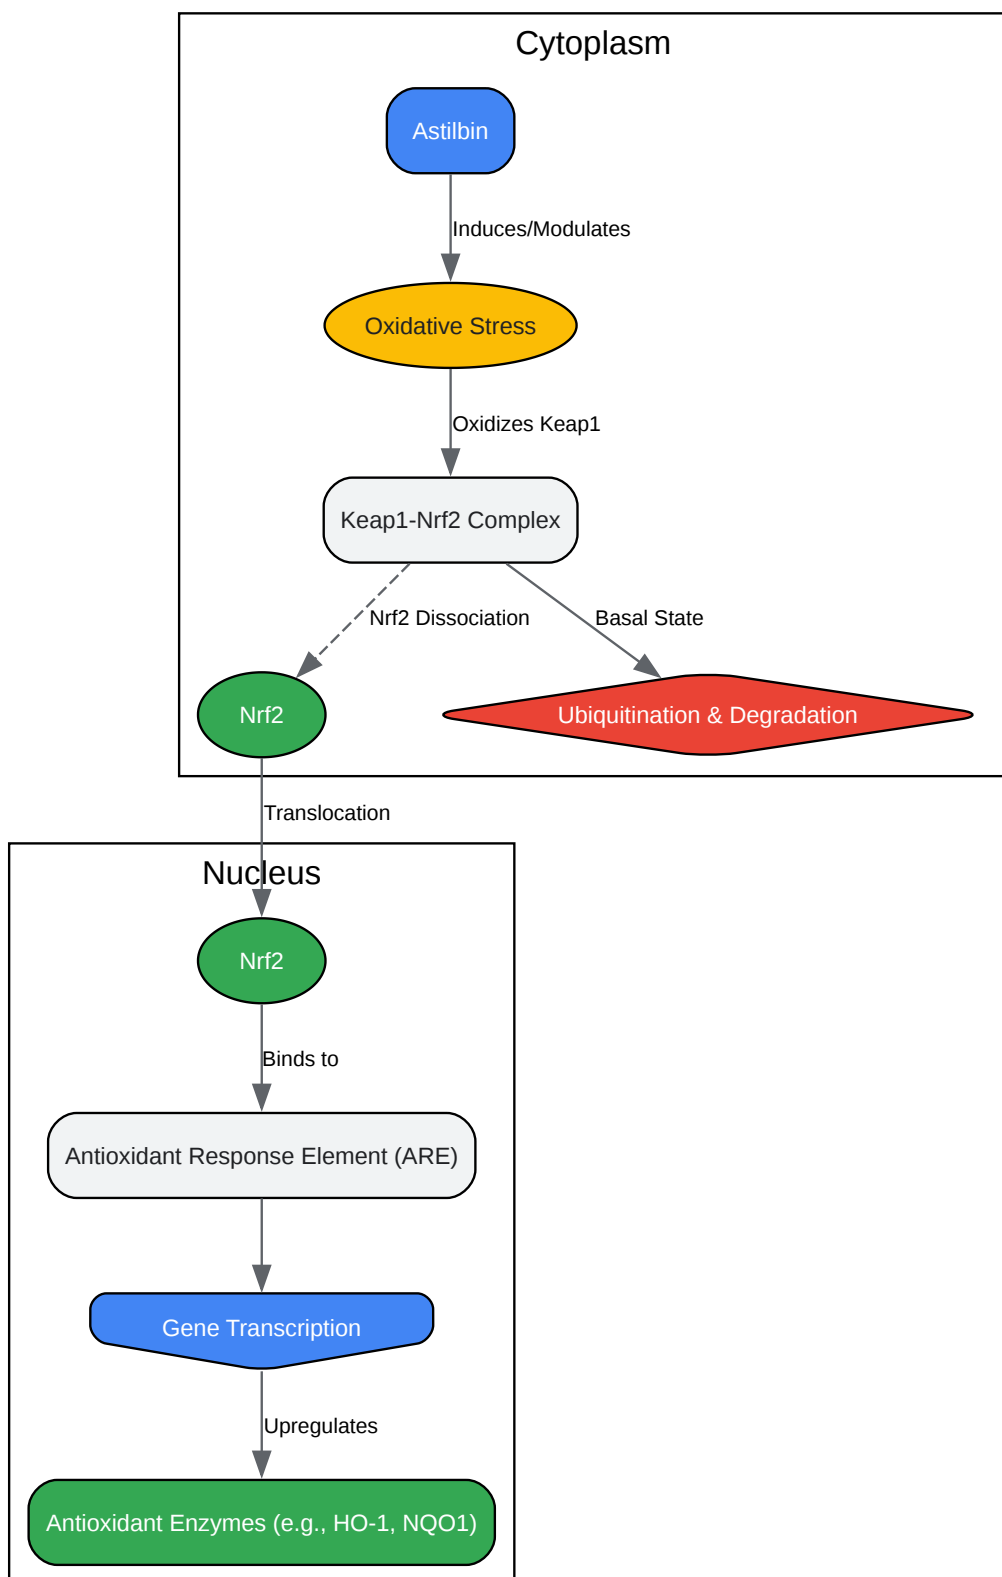 Cytoplasm
Astilbin
Induces/Modulates
Oxidative Stress
Oxidizes Keap1
Keap1-Nrf2 Complex
Nrf2 Dissociation
Basal State
Nrf2
Ubiquitination & Degradation
Translocation
Nucleus
Nrf2
Binds to
Antioxidant Response Element (ARE)
Gene Transcription
Upregulates
Antioxidant Enzymes (e.g., HO-1, NQO1)